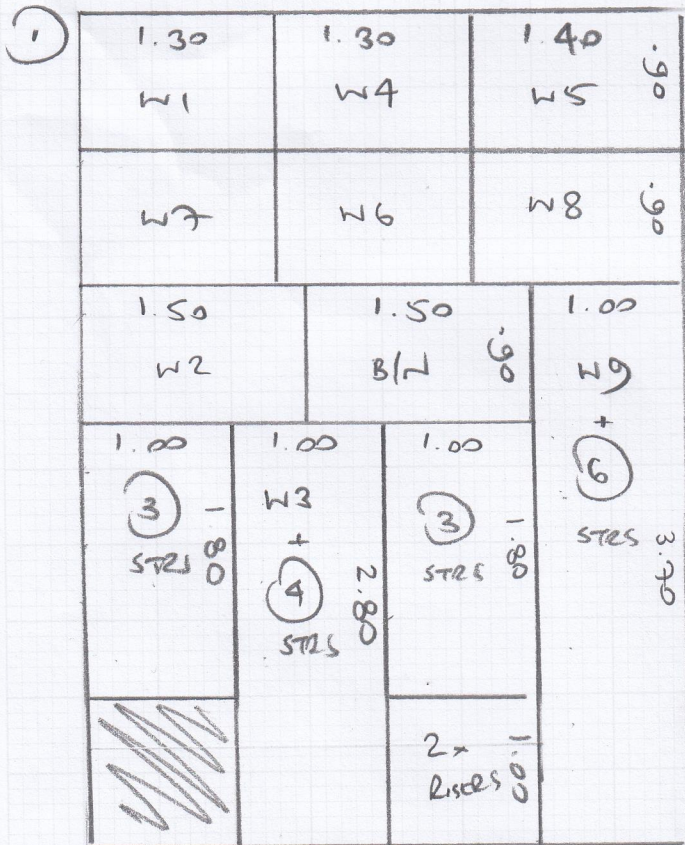 1
1.30 1.30 1.40
.90
W1 W4 W5
W7 W6 W8
.90
1.50 1.50 1.00
W2 B/W .90 W9
+
6
STRS
3.70
1.00 1.00 1.00
3 W3 3
STRS + STRS
1.80 4 1.80
STRS
2.80
2x
RISERS
1.00